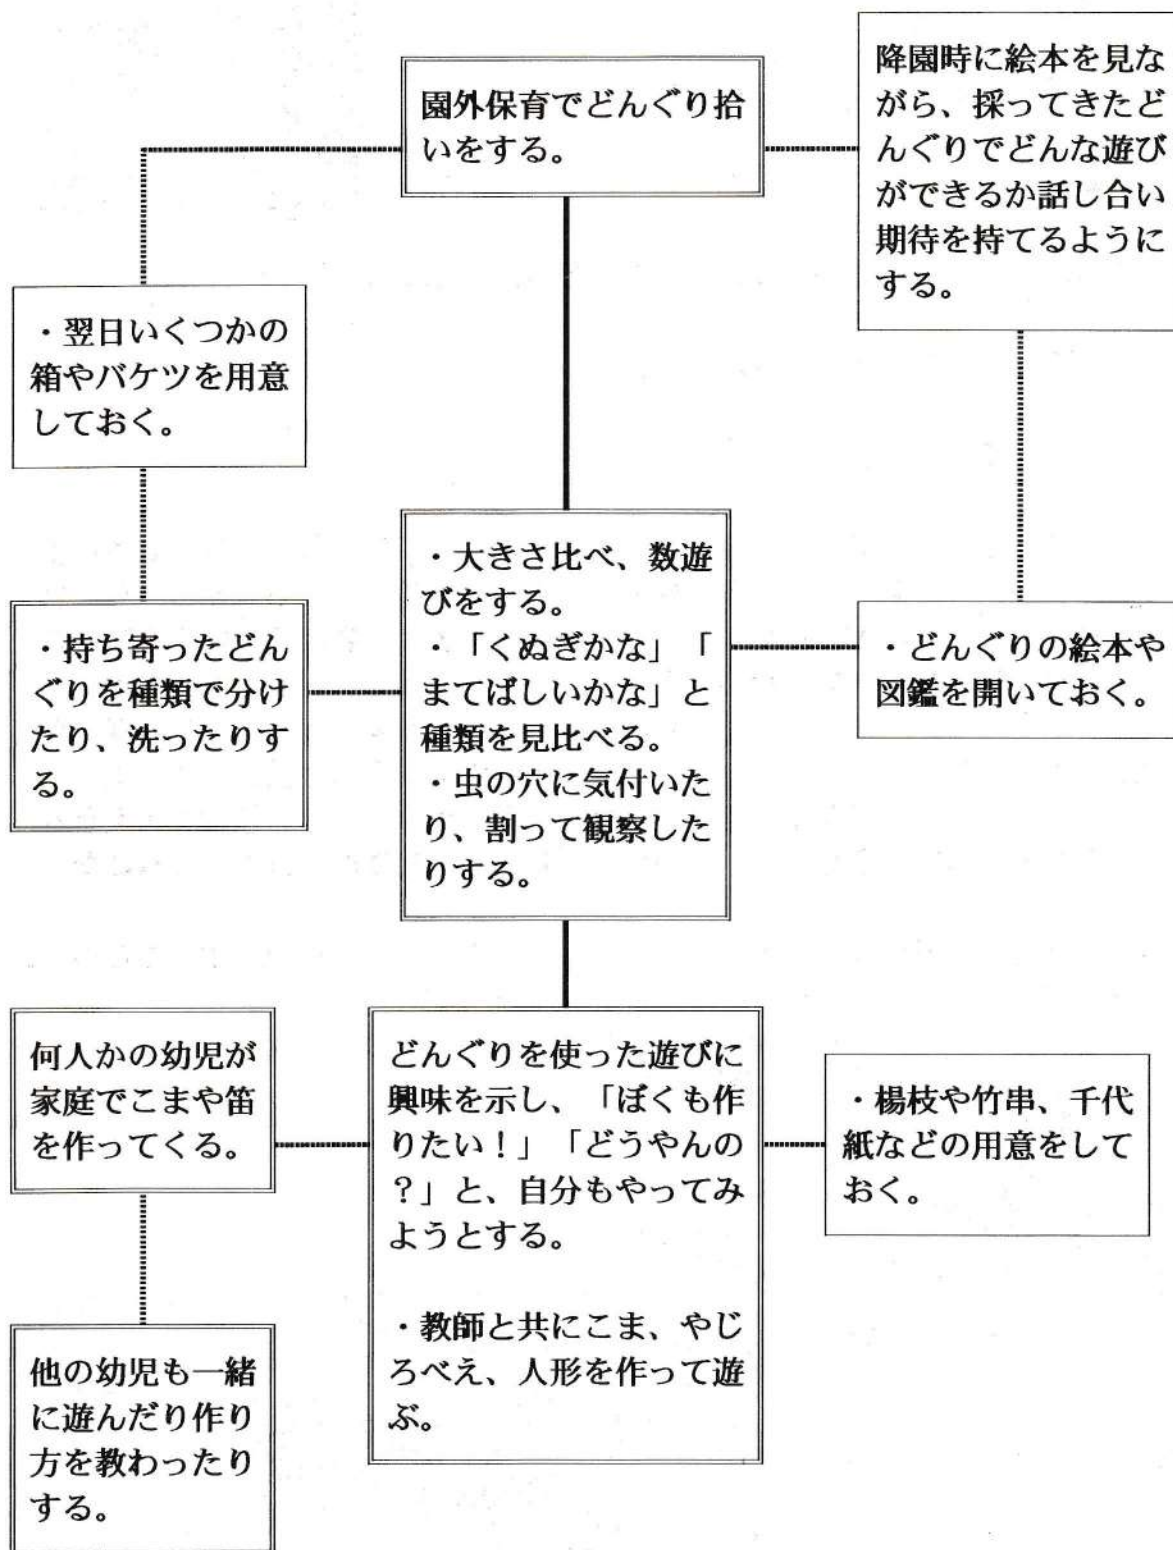 園外保育でどんぐり拾
いをする。
降園時に絵本を見な
がら、採ってきたど
んぐりでどんな遊び
ができるか話し合い
期待を持てるように
する。
・翌日いくつかの
箱やバケツを用意
しておく。
・持ち寄ったどん
ぐりを種類で分け
たり、洗ったりす
る。
・大きさ比べ、数遊
びをする。
・「くぬぎかな」「
まてばしいかな」と
種類を見比べる。
・虫の穴に気付いた
り、割って観察した
りする。
・どんぐりの絵本や
図鑑を開いておく。
何人かの幼児が
家庭でこまや笛
を作ってくる。
どんぐりを使った遊びに
興味を示し、「ぼくも作
りたい！」「どうやんの
？」と、自分もやってみ
ようとする。
・教師と共にこま、やじ
ろべえ、人形を作って遊
ぶ。
・楊枝や竹串、千代
紙などの用意をして
おく。
他の幼児も一緒
に遊んだり作り
方を教わったり
する。